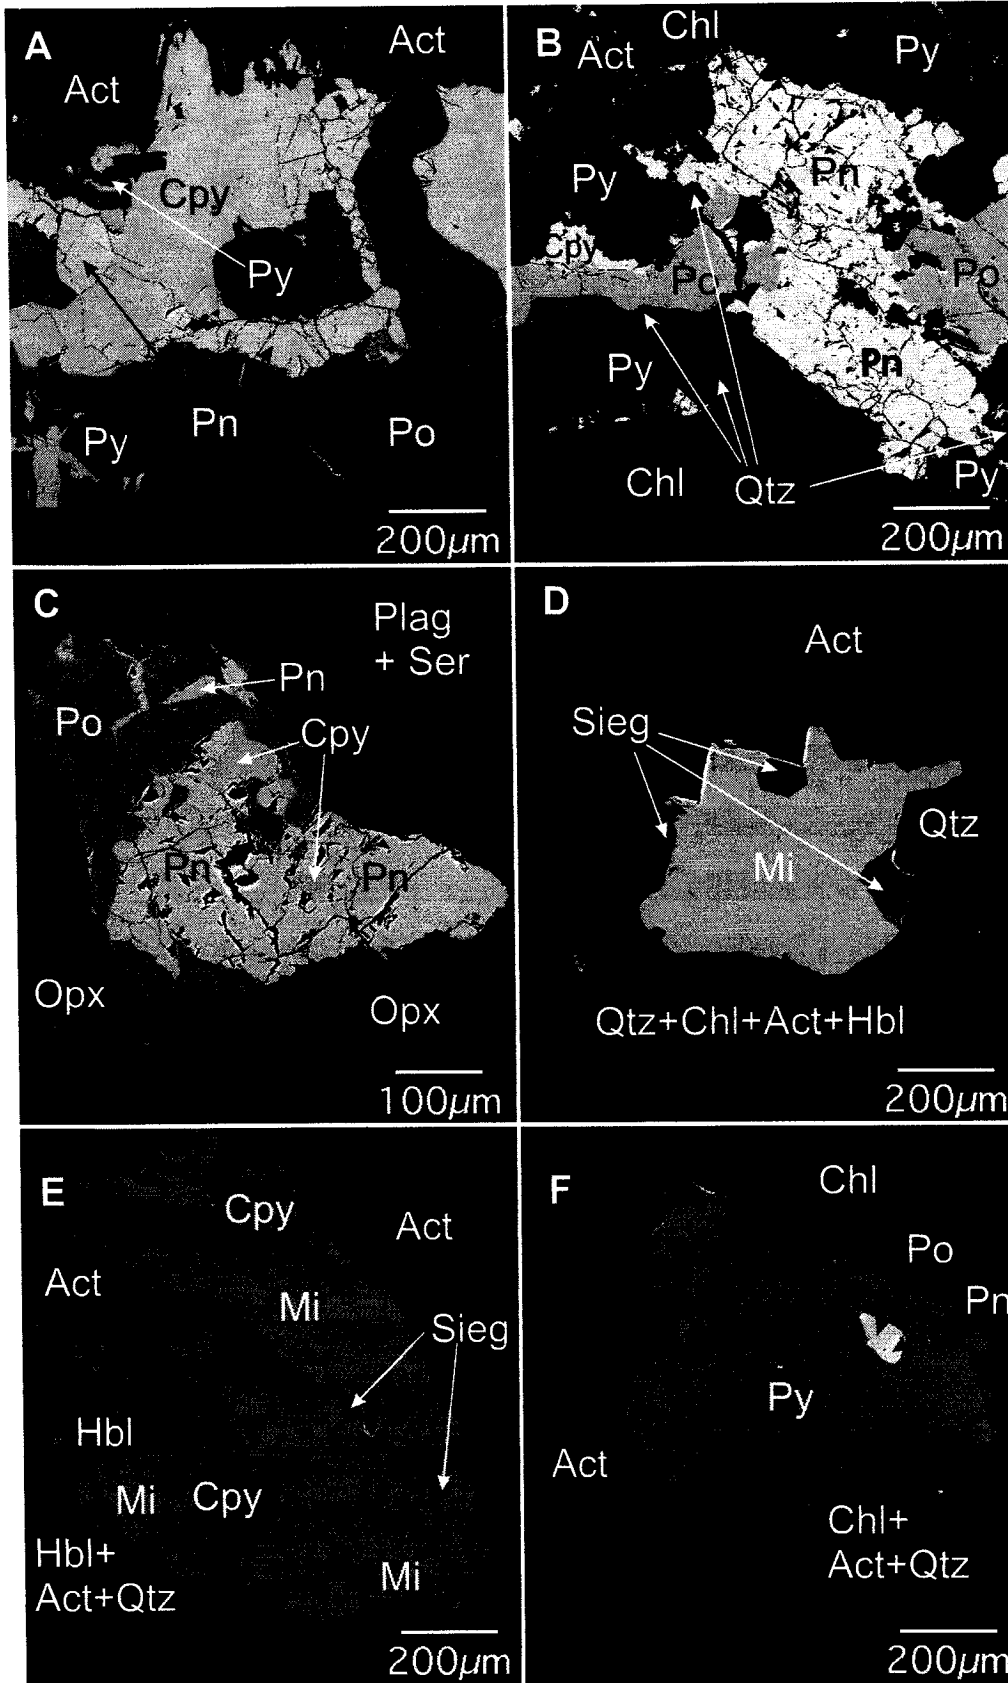 A
Act
Act
Cpy
Py
Py
Pn
Po
200µm
B
Chl
Act
Py
Pn
Py
Cpy
Po
Po
Py
Pn
Chl
Qtz
Py
200µm
C
Plag
+ Ser
Pn
Po
Cpy
Pn
Pn
Opx
Opx
100µm
D
Act
Sieg
Qtz
Mi
Qtz+Chl+Act+Hbl
200µm
E
Cpy
Act
Act
Mi
Sieg
Hbl
Mi
Cpy
Hbl+
Act+Qtz
Mi
200µm
F
Chl
Po
Pn
Py
Act
Chl+
Act+Qtz
200µm